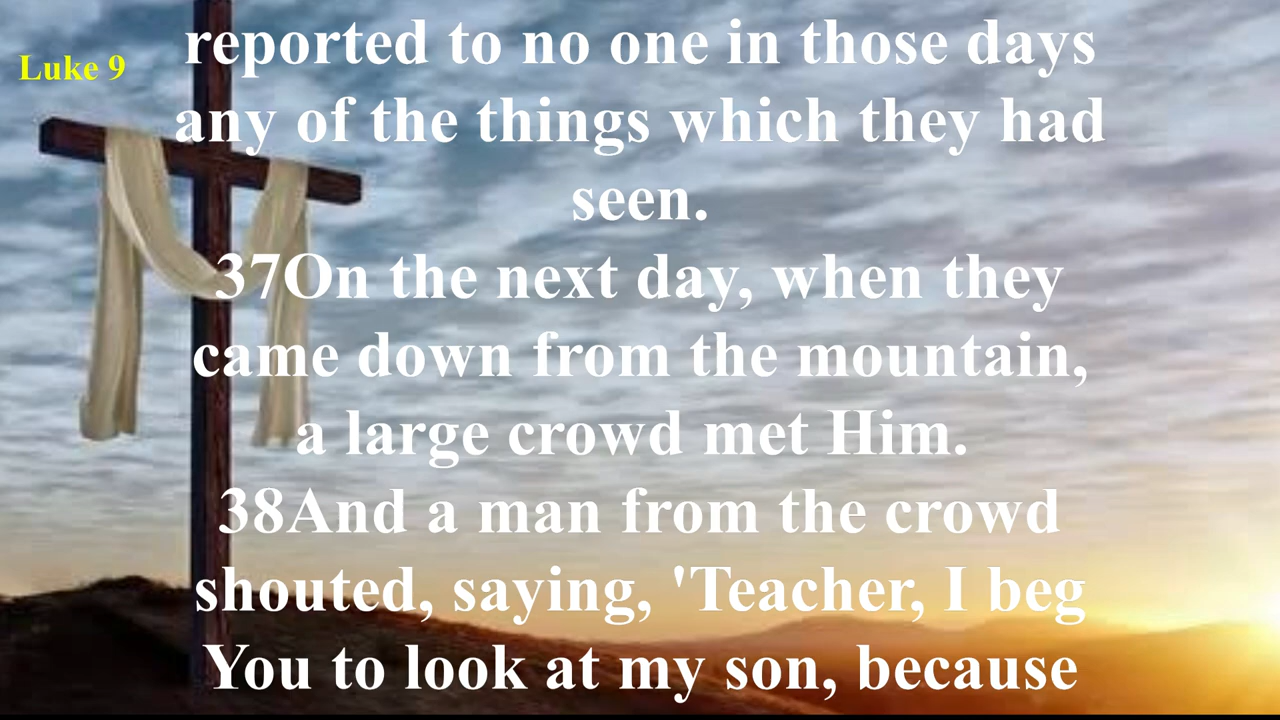 Luke 9
reported to no one in those days
any of the things which they had
seen.
37On the next day, when they
came down from the mountain,
a large crowd met Him.
38And a man from the crowd
shouted, saying, 'Teacher, I beg
You to look at my son, because